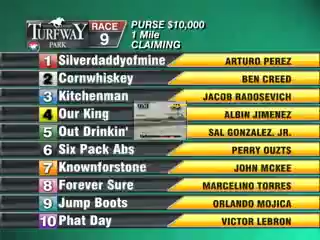 TURFWAY
PARK
RACE
9
PURSE $10,000
1 Mile
CLAIMING
1 Silverdaddyofmine ARTURO PEREZ
2 Cornwhiskey BEN CREED
3 Kitchenman JACOB RADOSEVICH
4 Our King ALBIN JIMENEZ
5 Out Drinkin' SAL GONZALEZ, JR.
6 Six Pack Abs PERRY OUZTS
7 Knownforstone JOHN MCKEE
8 Forever Sure MARCELINO TORRES
9 Jump Boots ORLANDO MOJICA
10 Phat Day VICTOR LEBRON